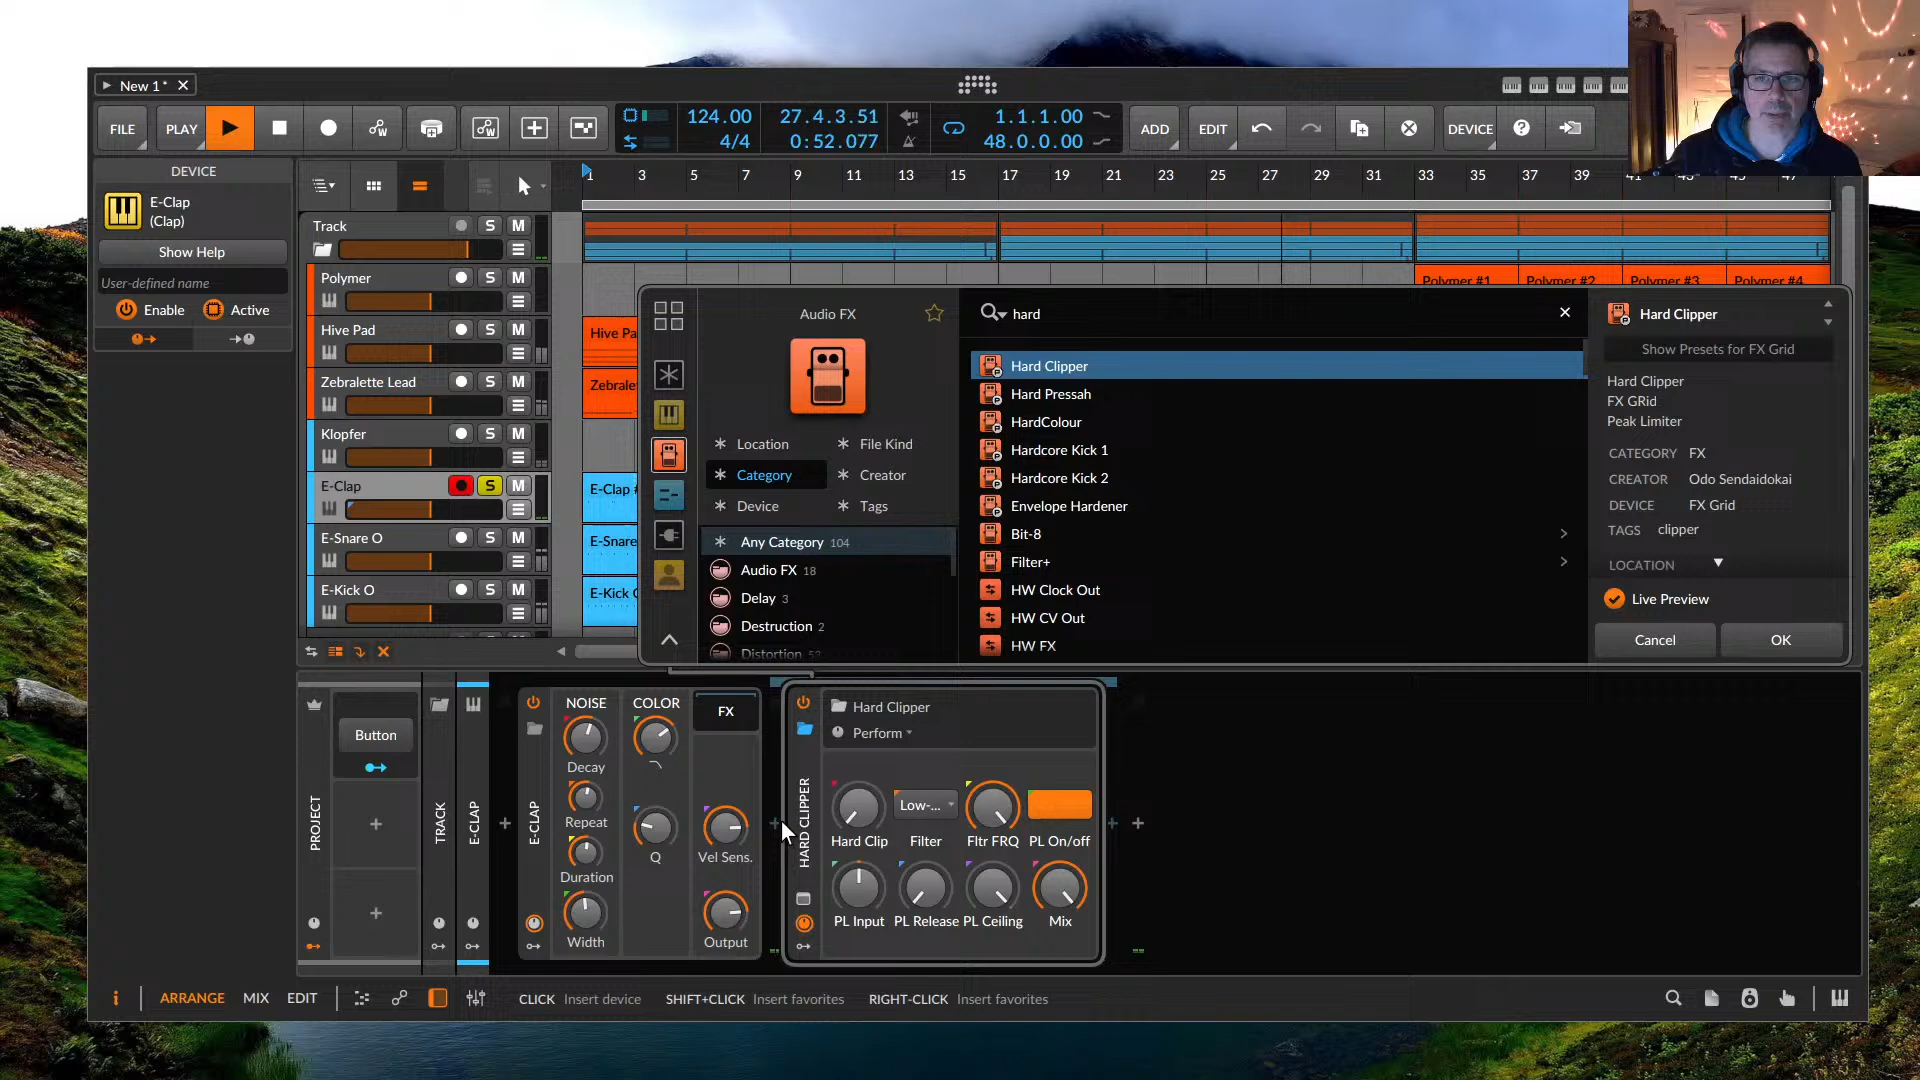 New 1*
FILE
PLAY
124.00
4/4
27.4.3.51
0:52.077
1.1.1.00
48.0.0.00
ADD
EDIT
DEVICE
DEVICE
E-Clap
(Clap)
Show Help
User-defined name
Enable
Active
1 3 5 7 9 11 13 15 17 19 21 23 25 27 29 31 33 35 37 39
Track
S M
Polymer
S M
Hive Pad
S M
Zebralette Lead
S M
Klopfer
S M
E-Clap
S M
E-Snare O
S M
E-Kick O
S M
Polymer #1
Polymer #2
Polymer #3
Polymer #4
Hive Pa
Zebrale
E-Clap #
E-Snare
E-Kick
Audio FX
Location
File Kind
Category
Creator
Device
Tags
Any Category 104
Audio FX 18
Delay 3
Destruction 2
Distortion
hard
Hard Clipper
Hard Pressah
HardColour
Hardcore Kick 1
Hardcore Kick 2
Envelope Hardener
Bit-8
Filter+
HW Clock Out
HW CV Out
HW FX
Hard Clipper
Show Presets for FX Grid
Hard Clipper
FX GRid
Peak Limiter
CATEGORY FX
CREATOR Odo Sendaidokai
DEVICE FX Grid
TAGS clipper
LOCATION
Live Preview
Cancel
OK
PROJECT
Button
TRACK
E-CLAP
E-CLAP
NOISE
Decay
Repeat
Duration
Width
COLOR
Q
FX
Vel Sens.
Output
HARD CLIPPER
Hard Clipper
Perform
Low-...
Hard Clip
Filter
Fltr FRQ
PL On/off
PL Input
PL Release
PL Ceiling
Mix
i
ARRANGE
MIX
EDIT
CLICK Insert device
SHIFT+CLICK Insert favorites
RIGHT-CLICK Insert favorites